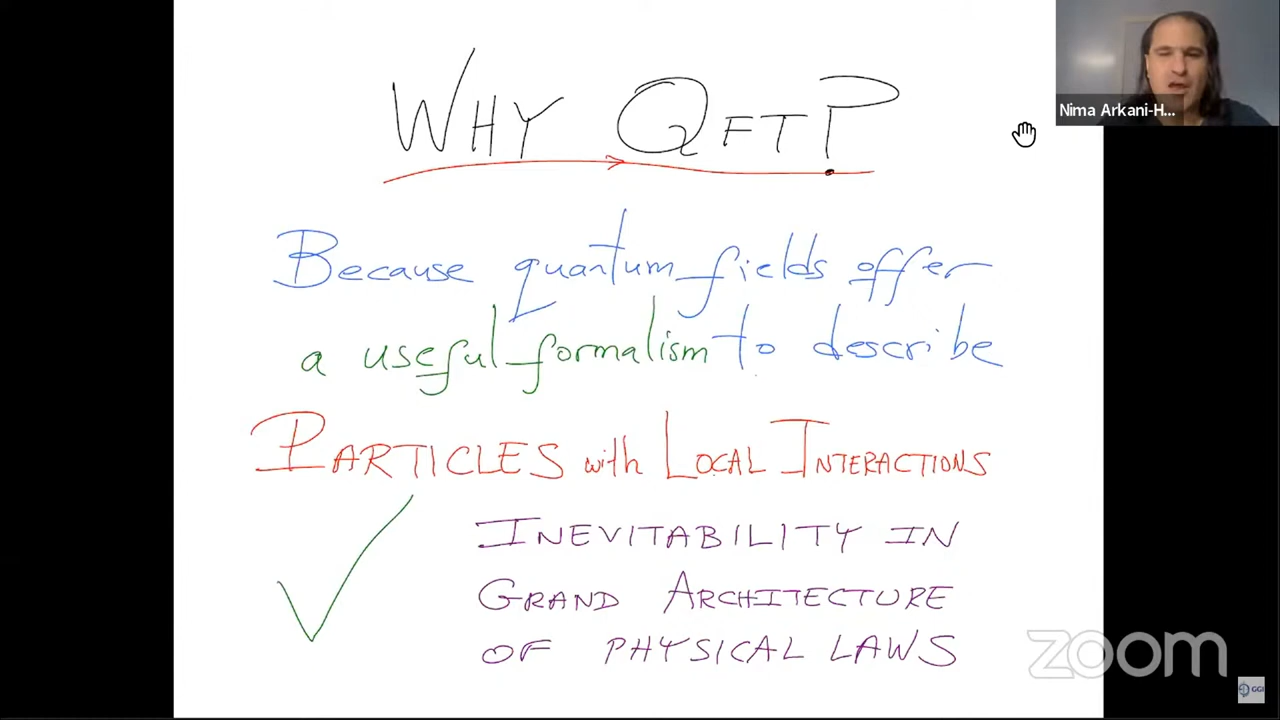 WHY QFT?
Nima Arkani-H...
Because quantum fields offer
a useful formalism to describe
PARTICLES with LOCAL INTERACTIONS
INEVITABILITY IN
GRAND ARCHITECTURE
OF PHYSICAL LAWS
zoom
GGI